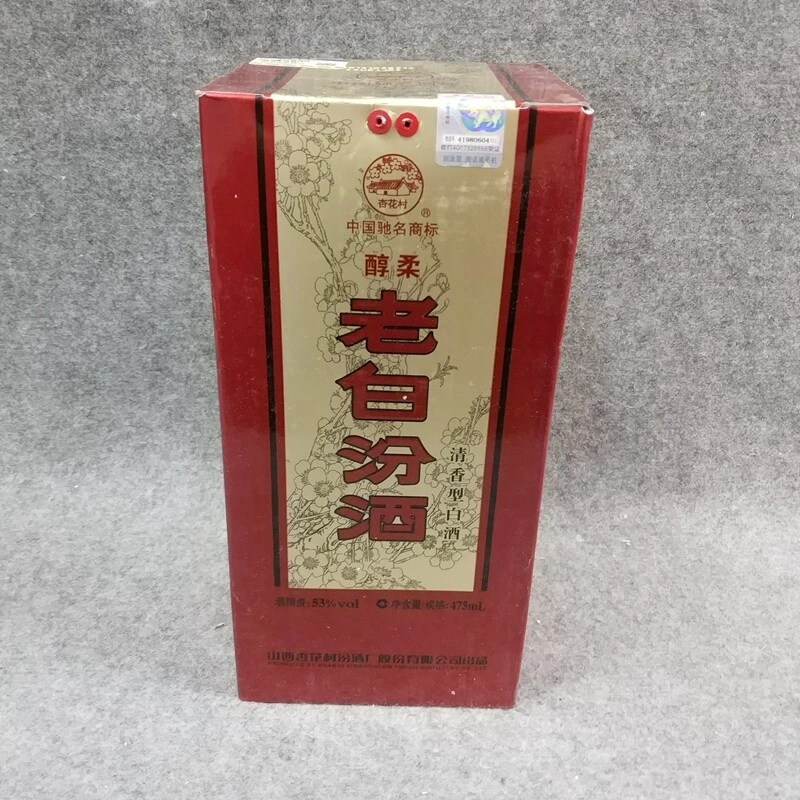 杏花村
®
中国驰名商标
醇柔
老白汾酒
清香型白酒
酒精度:53%vol
净含量/规格:475mL
山西杏花村汾酒厂股份有限公司出品